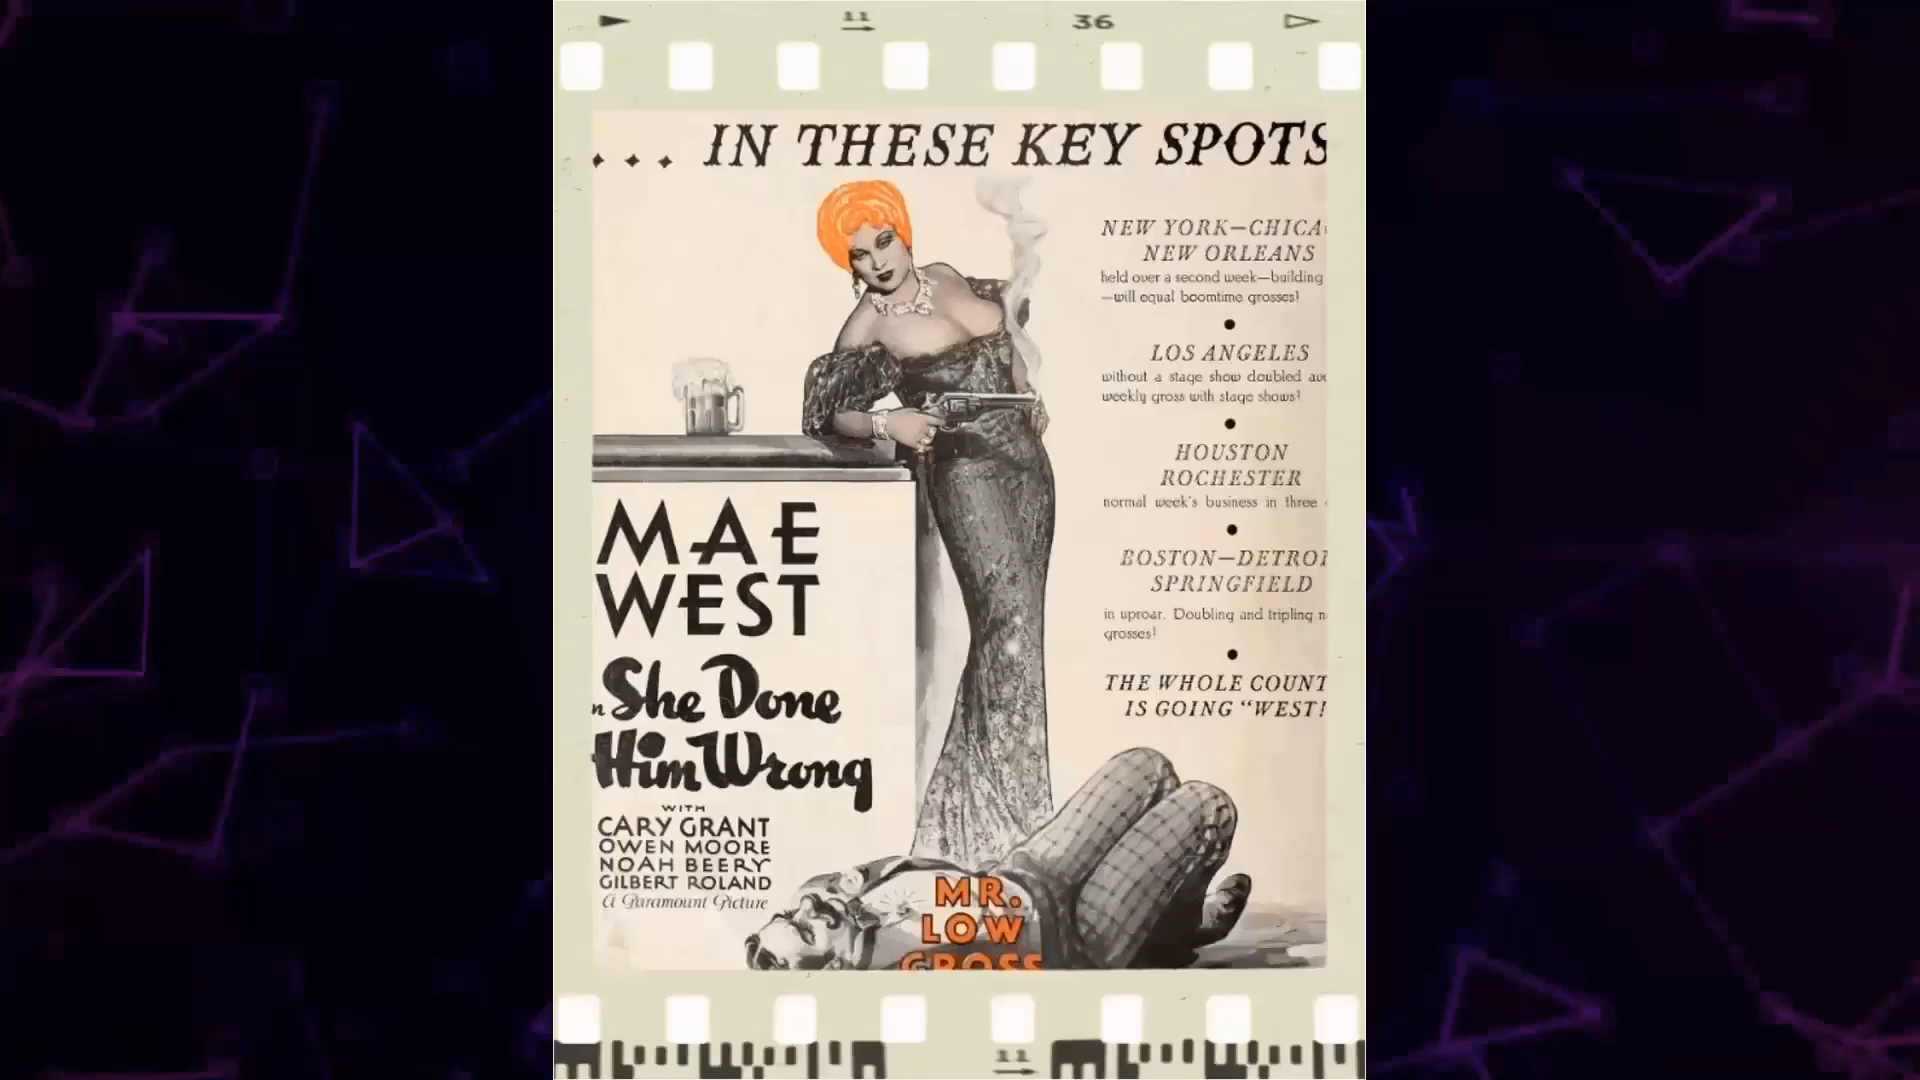 11
36
... IN THESE KEY SPOTS
NEW YORK—CHICA
NEW ORLEANS
held over a second week—building
—will equal boomtime grosses!
LOS ANGELES
without a stage show doubled
weekly gross with stage shows!
HOUSTON
ROCHESTER
normal week's business in three
BOSTON—DETROI
SPRINGFIELD
in uproar. Doubling and tripling
grosses!
THE WHOLE COUNT
IS GOING "WEST!
MAE
WEST
n She Done
Him Wrong
WITH
CARY GRANT
OWEN MOORE
NOAH BEERY
GILBERT ROLAND
A Paramount Picture
MR.
LOW
GROSS
11